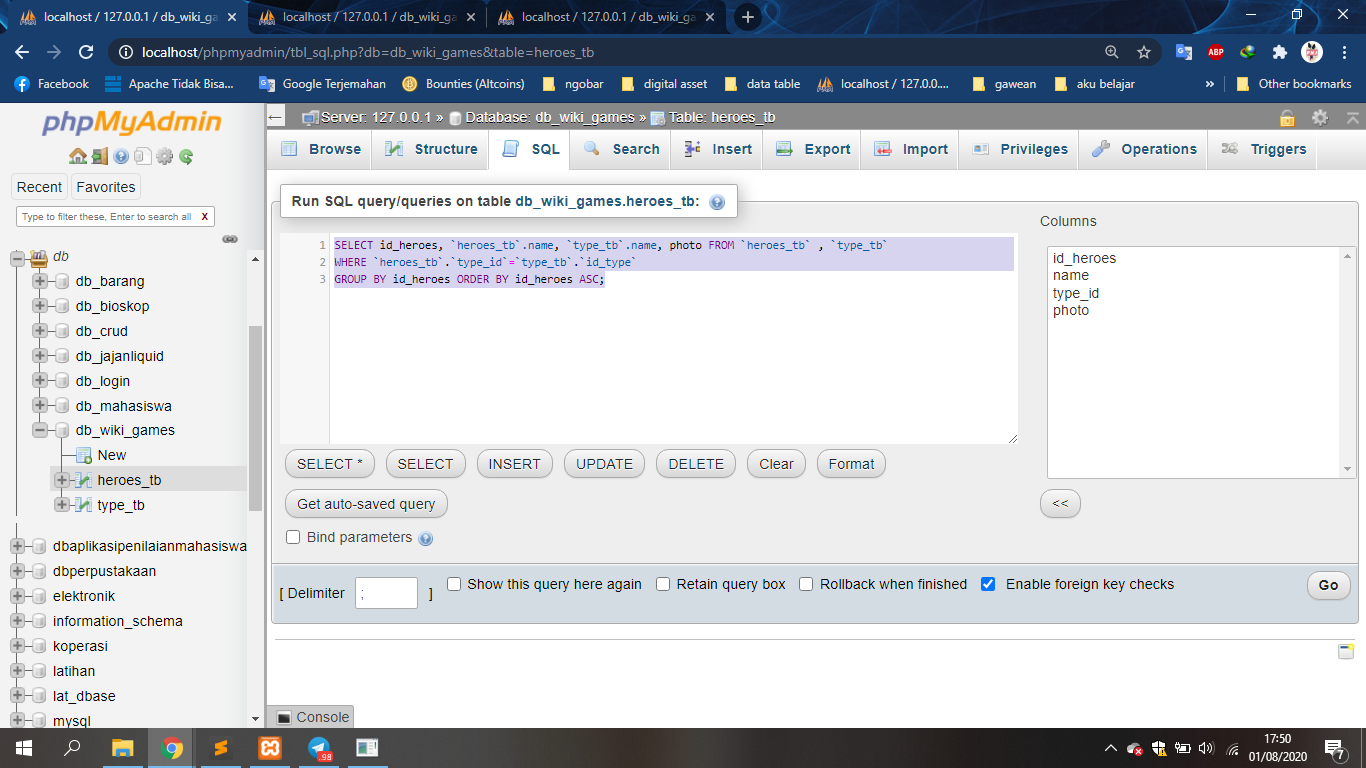 localhost / 127.0.0.1 / db_wiki_ga
localhost / 127.0.0.1 / db_wiki_ga
localhost / 127.0.0.1 / db_wiki_ga
localhost/phpmyadmin/tbl_sql.php?db=db_wiki_games&table=heroes_tb
ABP
Facebook
Apache Tidak Bisa...
Google Terjemahan
Bounties (Altcoins)
ngobar
digital asset
data table
localhost / 127.0.0....
gawean
aku belajar
»
Other bookmarks
phpMyAdmin
Recent
Favorites
Type to filter these, Enter to search all
X
db
db_barang
db_bioskop
db_crud
db_jajanliquid
db_login
db_mahasiswa
db_wiki_games
New
heroes_tb
type_tb
dbaplikasipenilaianmahasiswa
dbperpustakaan
elektronik
information_schema
koperasi
latihan
lat_dbase
mysql
Server: 127.0.0.1 » Database: db_wiki_games » Table: heroes_tb
Browse
Structure
SQL
Search
Insert
Export
Import
Privileges
Operations
Triggers
Run SQL query/queries on table db_wiki_games.heroes_tb:
1 SELECT id_heroes, `heroes_tb`.name, `type_tb`.name, photo FROM `heroes_tb` , `type_tb`
2 WHERE `heroes_tb`.`type_id`=`type_tb`.`id_type`
3 GROUP BY id_heroes ORDER BY id_heroes ASC;
Columns
id_heroes
name
type_id
photo
SELECT *
SELECT
INSERT
UPDATE
DELETE
Clear
Format
Get auto-saved query
<<
Bind parameters
[ Delimiter ; ]
Show this query here again
Retain query box
Rollback when finished
Enable foreign key checks
Go
Console
.98
17:50
01/08/2020
7